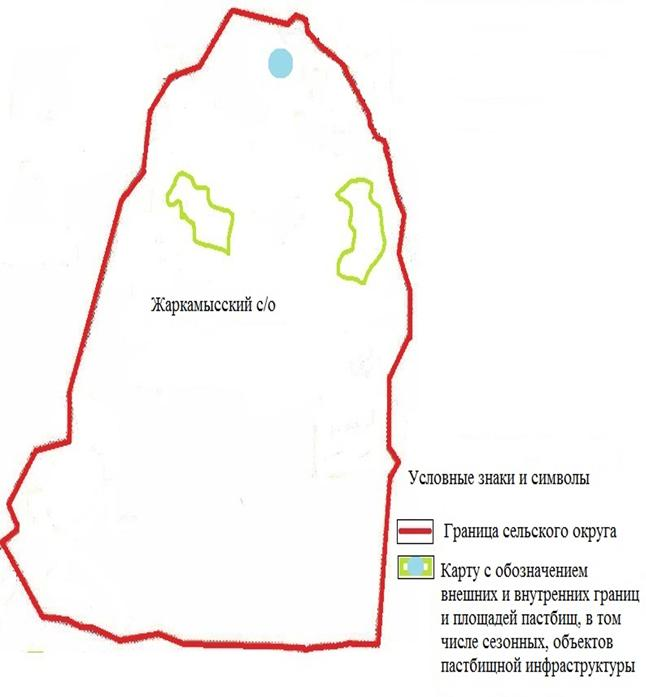 Жаркамысский с/о
Условные знаки и символы
Граница сельского округа
Карту с обозначением
внешних и внутренних границ
и площадей пастбищ, в том
числе сезонных, объектов
пастбищной инфраструктуры